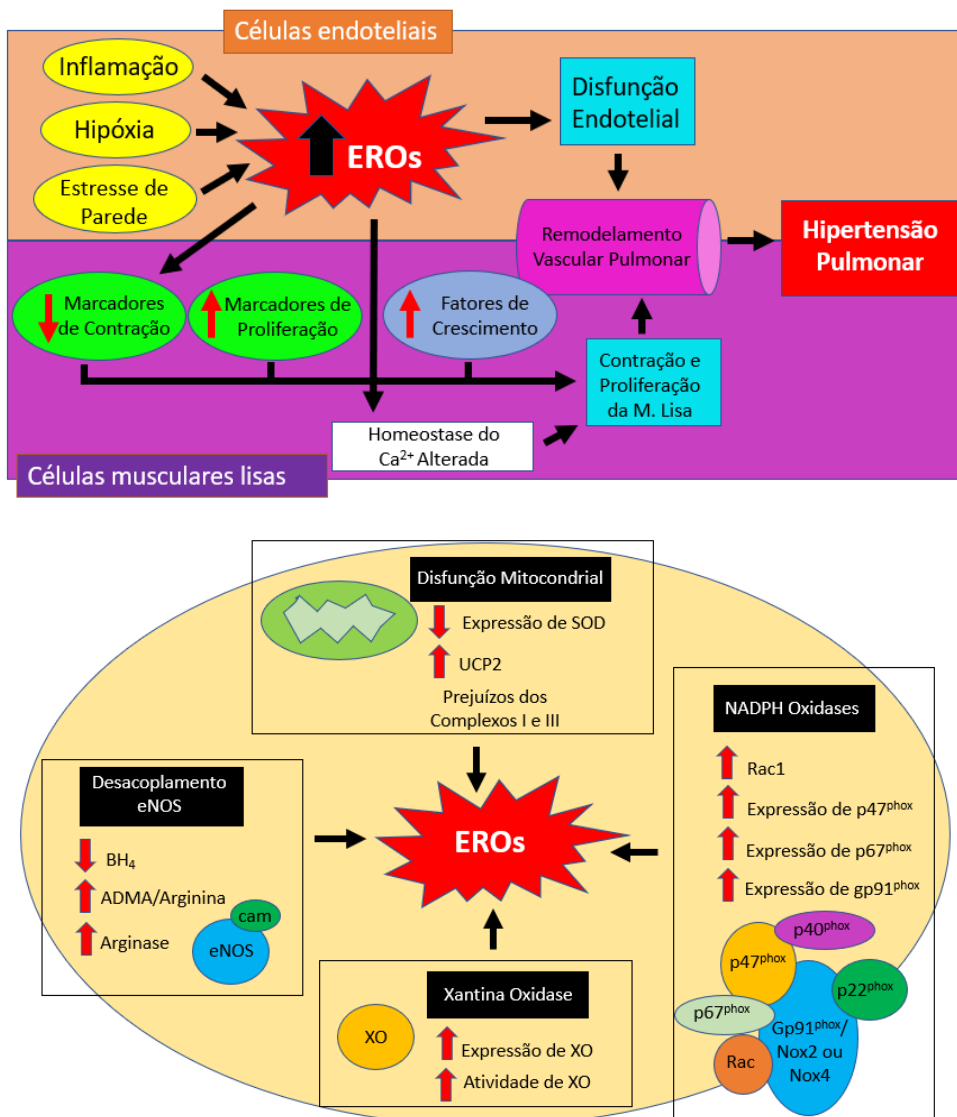 Células endoteliais
Inflamação
Hipóxia
Estresse de
Parede
EROs
Disfunção
Endotelial
Remodelamento
Vascular Pulmonar
Hipertensão
Pulmonar
Marcadores
de Contração
Marcadores de
Proliferação
Fatores de
Crescimento
Contração e
Proliferação
da M. Lisa
Homeostase do
Ca²⁺ Alterada
Células musculares lisas
Disfunção Mitocondrial
Expressão de SOD
UCP2
Prejuízos dos
Complexos I e III
Desacoplamento
eNOS
BH₄
ADMA/Arginina
Arginase
cam
eNOS
EROs
NADPH Oxidases
Rac1
Expressão de p47ᵖʰᵒˣ
Expressão de p67ᵖʰᵒˣ
Expressão de gp91ᵖʰᵒˣ
p40ᵖʰᵒˣ
p47ᵖʰᵒˣ
p22ᵖʰᵒˣ
p67ᵖʰᵒˣ
Gp91ᵖʰᵒˣ/
Nox2 ou
Nox4
Rac
Xantina Oxidase
XO
Expressão de XO
Atividade de XO